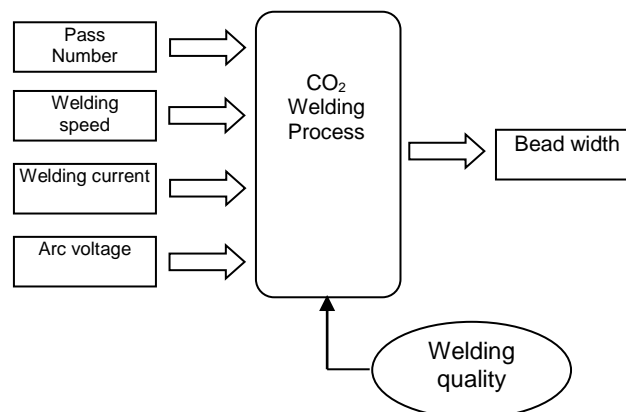 Pass
Number
Welding
speed
Welding current
Arc voltage
CO₂
Welding
Process
Bead width
Welding
quality